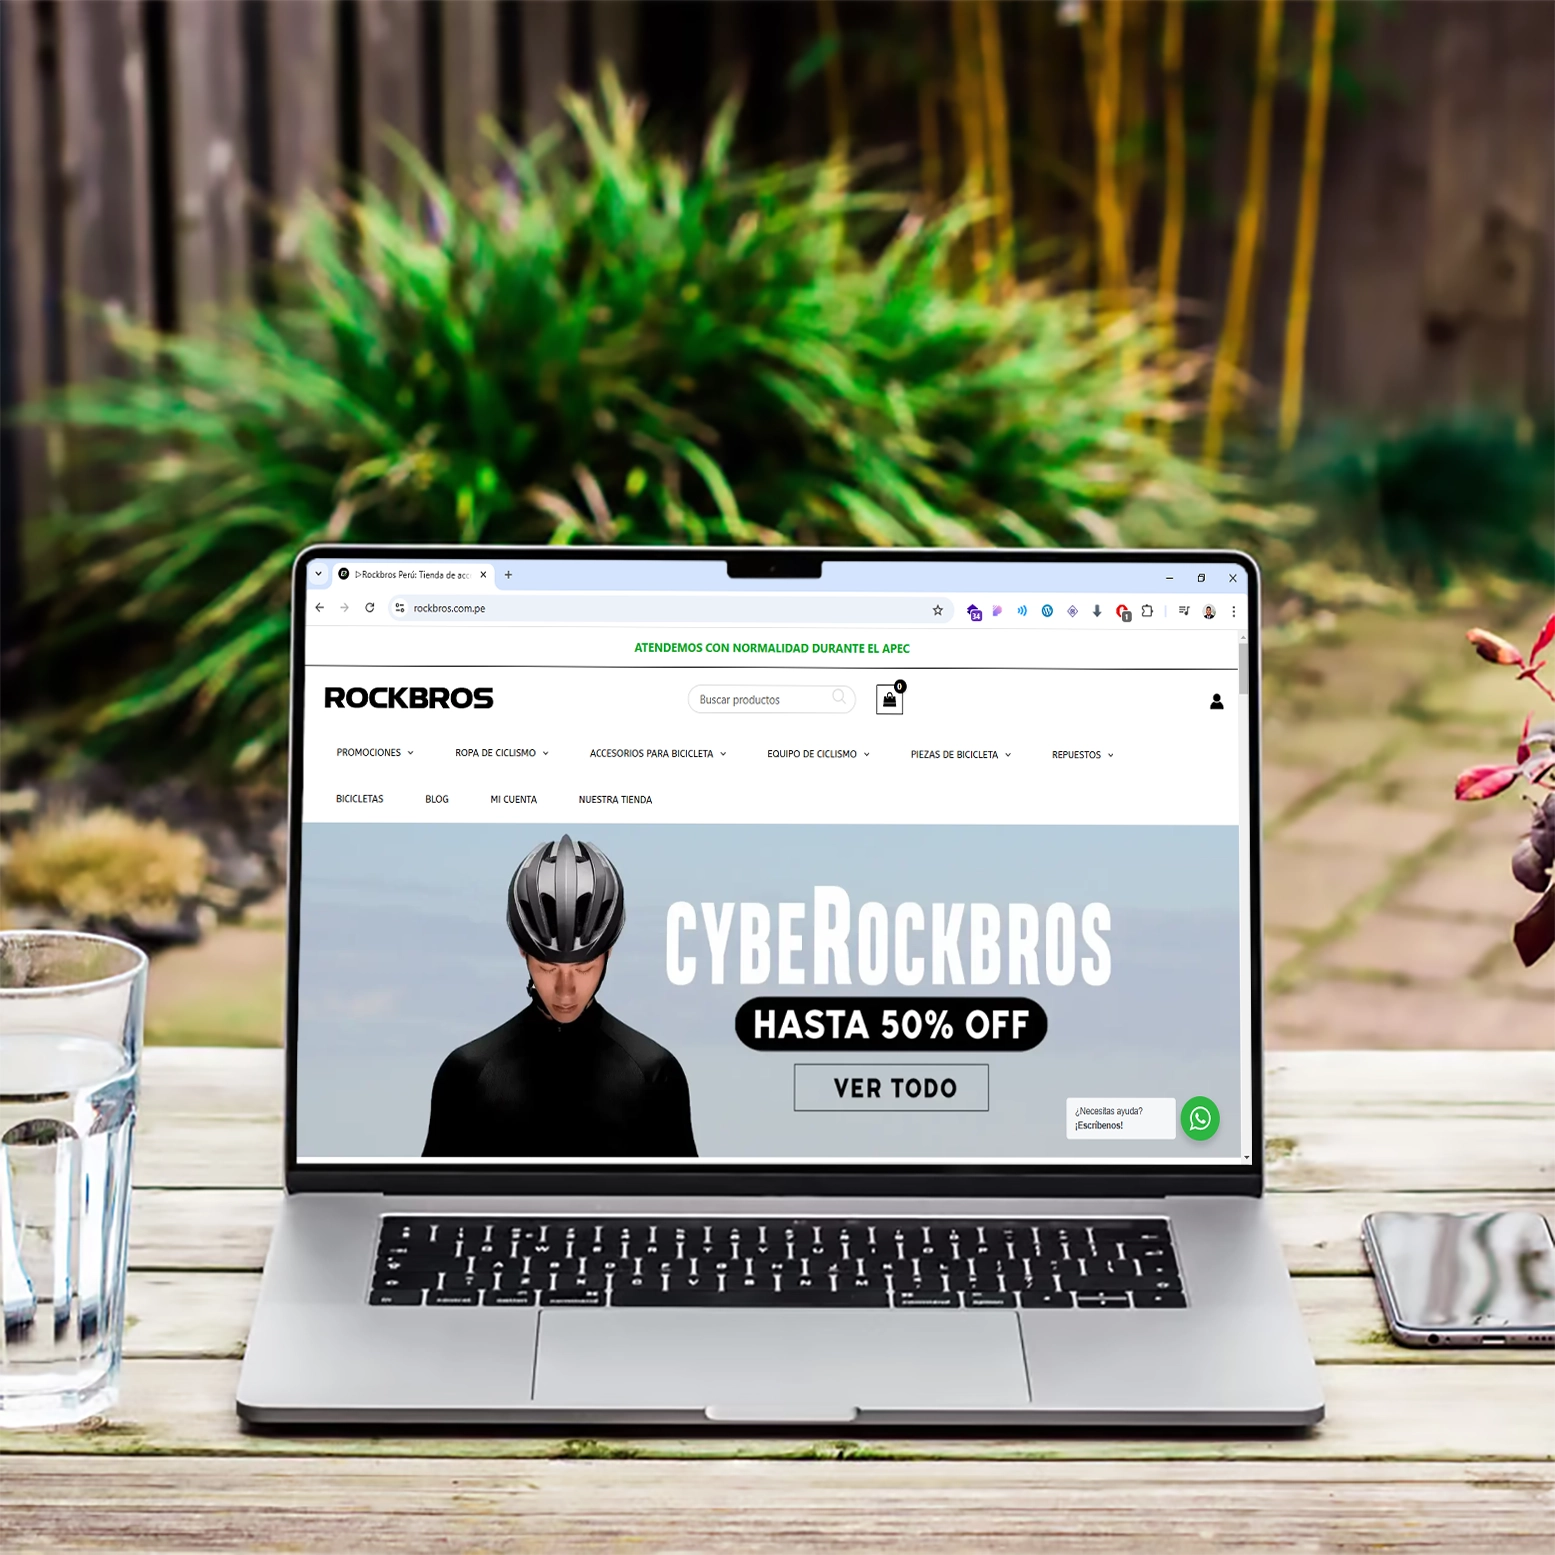 ▷Rockbros Perú: Tienda de acc
rockbros.com.pe
34
1
ATENDEMOS CON NORMALIDAD DURANTE EL APEC
ROCKBROS
Buscar productos
0
PROMOCIONES
ROPA DE CICLISMO
ACCESORIOS PARA BICICLETA
EQUIPO DE CICLISMO
PIEZAS DE BICICLETA
REPUESTOS
BICICLETAS
BLOG
MI CUENTA
NUESTRA TIENDA
CYBEROCKBROS
HASTA 50% OFF
VER TODO
¿Necesitas ayuda?
¡Escríbenos!